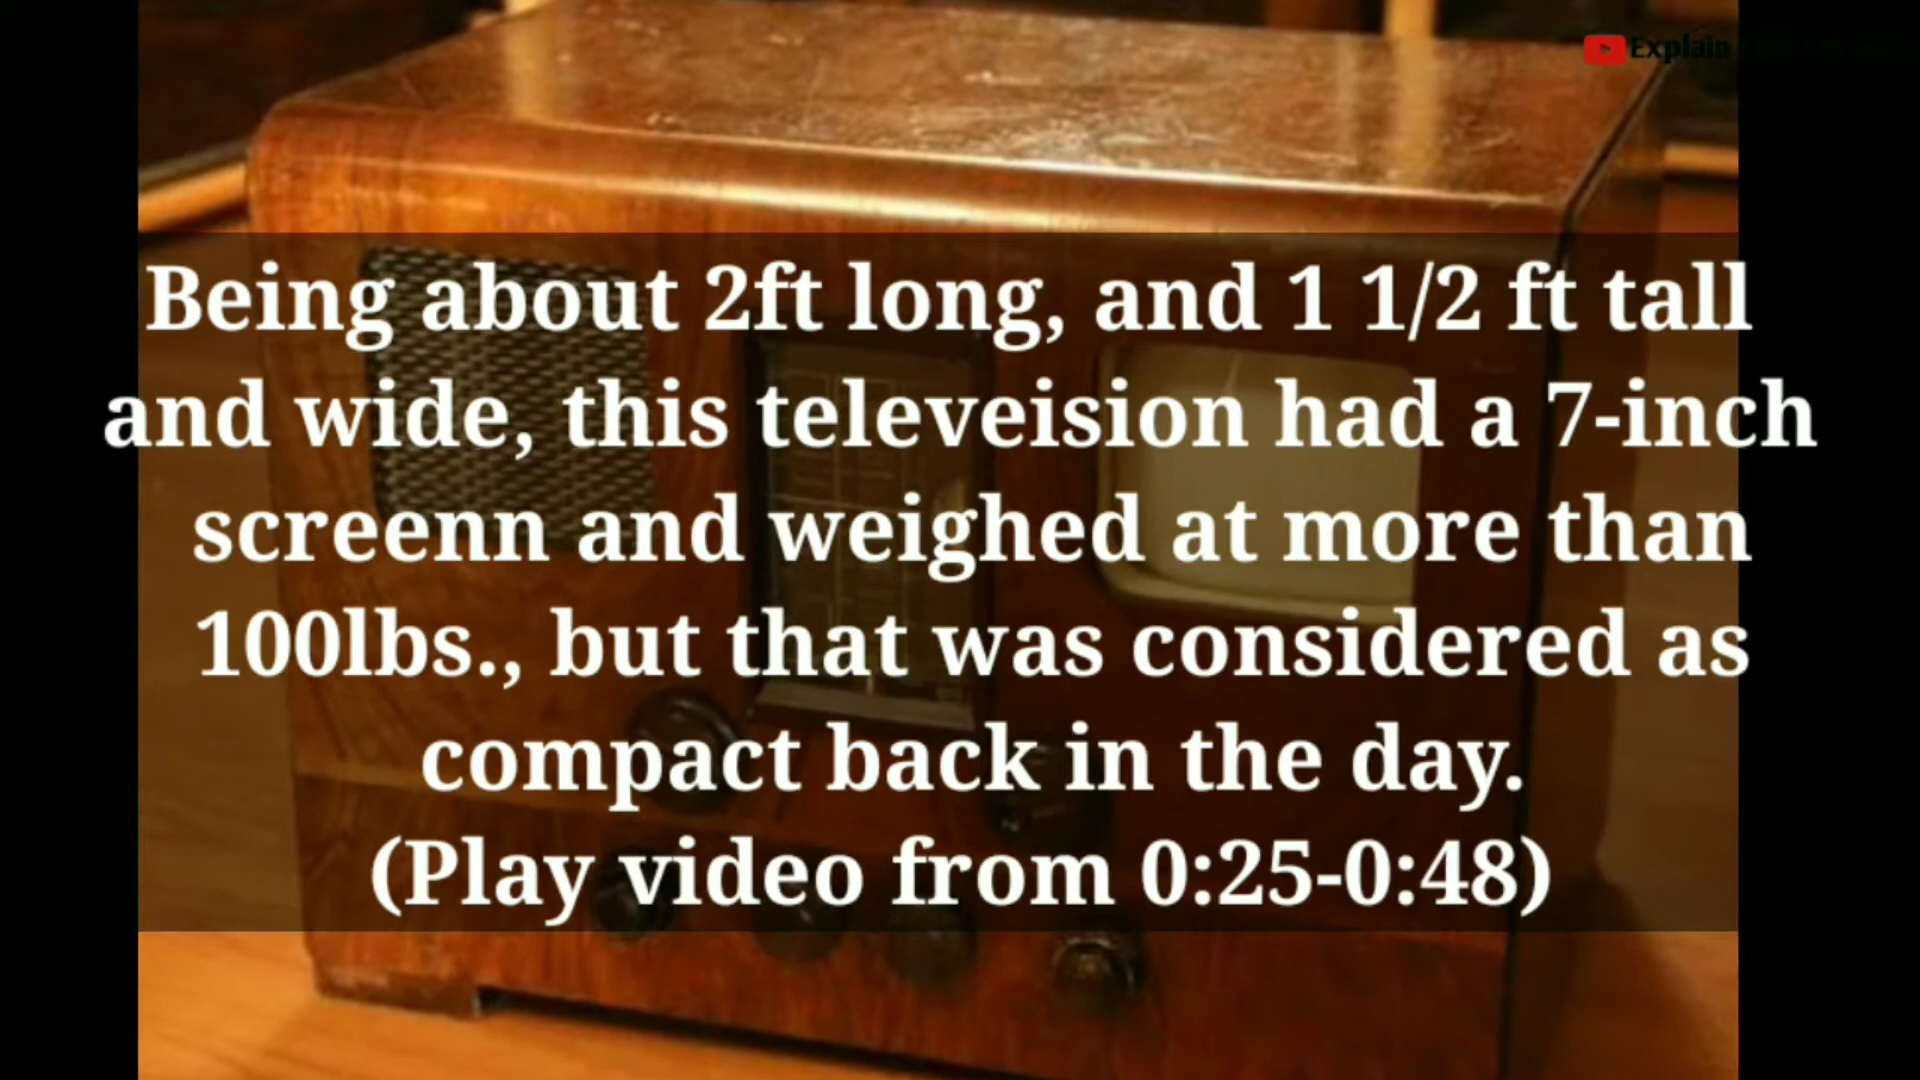 Explain
Being about 2ft long, and 1 1/2 ft tall
and wide, this televeision had a 7-inch
screenn and weighed at more than
100lbs., but that was considered as
compact back in the day.
(Play video from 0:25-0:48)